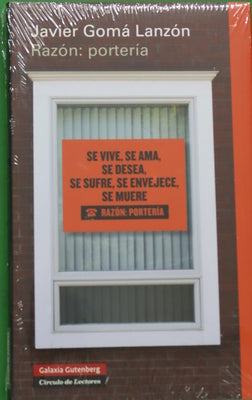 Javier Gomá Lanzón
Razón: portería
SE VIVE, SE AMA,
SE DESEA,
SE SUFRE, SE ENVEJECE,
SE MUERE
☎ RAZÓN: PORTERÍA
Galaxia Gutenberg
Círculo de Lectores